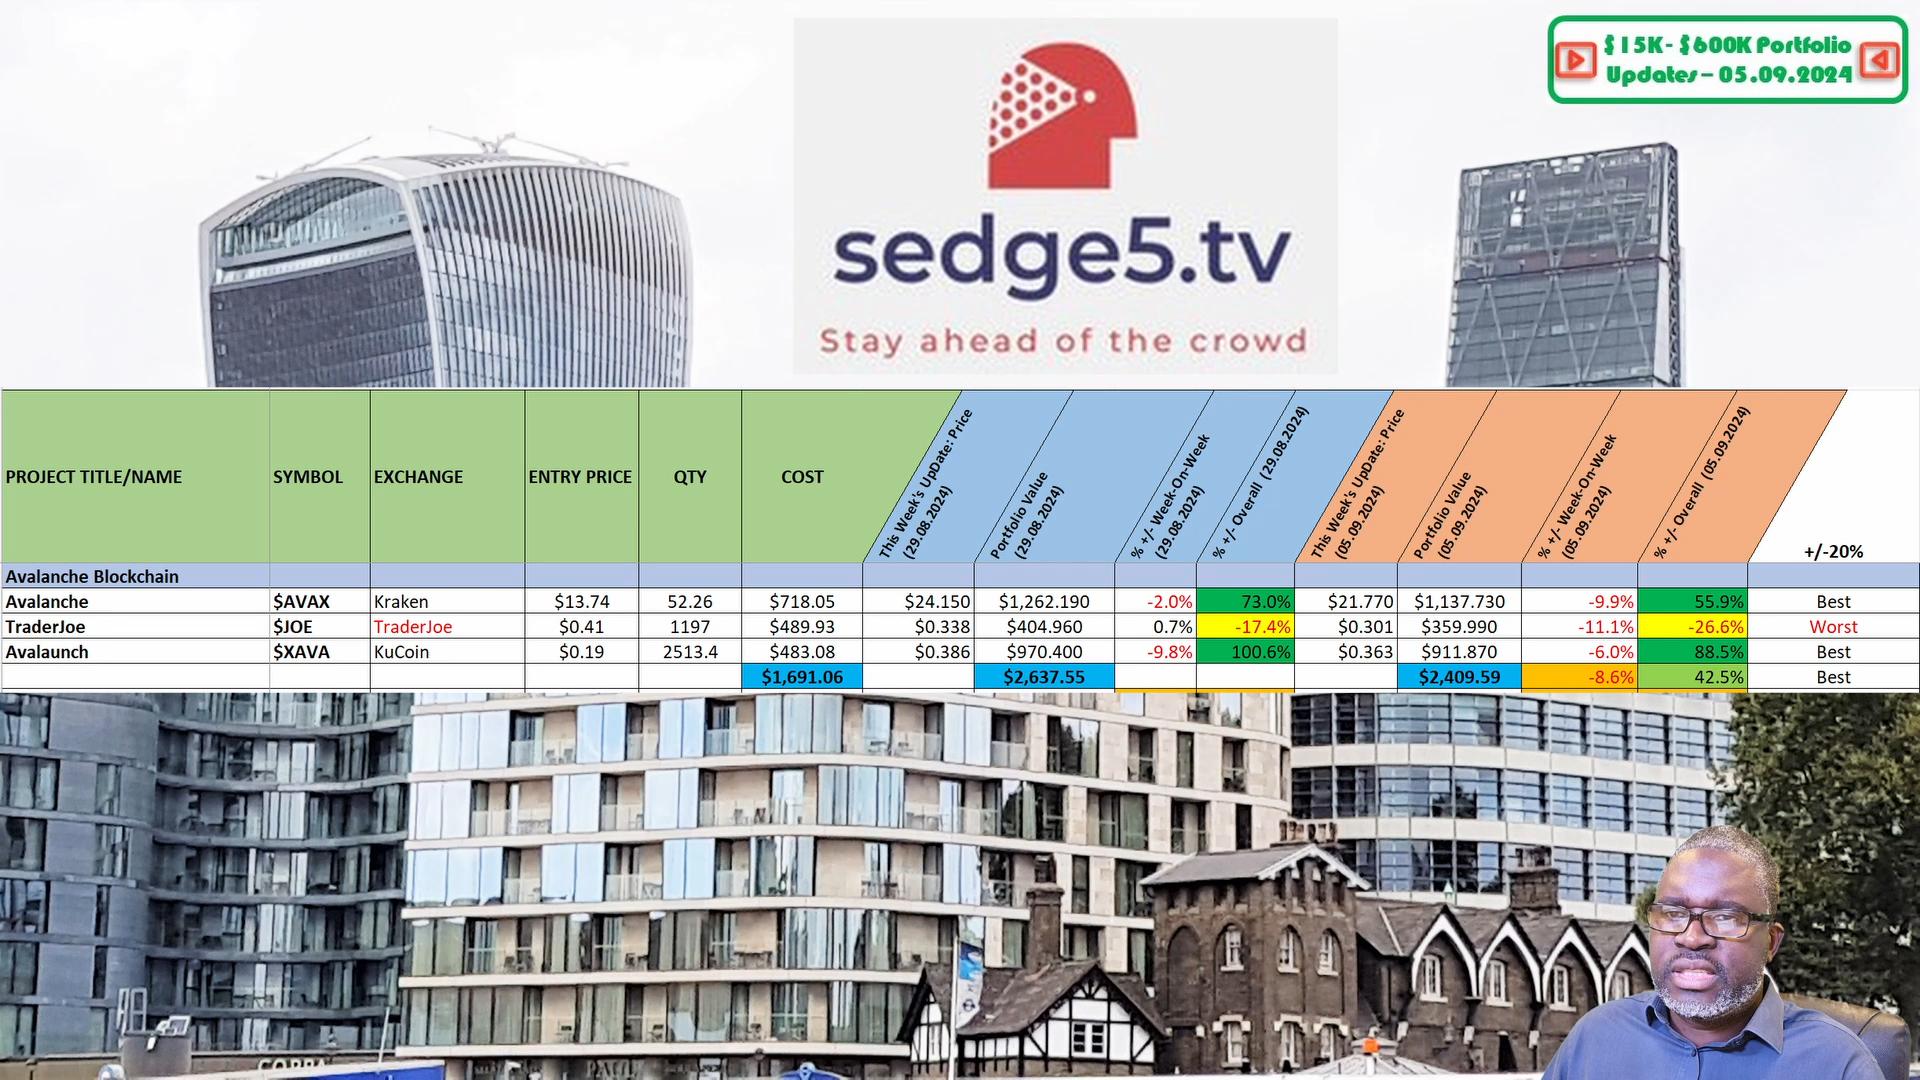 $15K - $600K Portfolio
Updates – 05.09.2024
sedge5.tv
Stay ahead of the crowd
PROJECT TITLE/NAME SYMBOL EXCHANGE ENTRY PRICE QTY COST This Week's UpDate: Price (29.08.2024) Portfolio Value (29.08.2024) % +/- Week-On-Week (29.08.2024) % +/- Overall (29.08.2024) This Week's UpDate: Price (05.09.2024) Portfolio Value (05.09.2024) % +/- Week-On-Week (05.09.2024) % +/- Overall (05.09.2024) +/-20%
Avalanche Blockchain
Avalanche $AVAX Kraken $13.74 52.26 $718.05 $24.150 $1,262.190 -2.0% 73.0% $21.770 $1,137.730 -9.9% 55.9% Best
TraderJoe $JOE TraderJoe $0.41 1197 $489.93 $0.338 $404.960 0.7% -17.4% $0.301 $359.990 -11.1% -26.6% Worst
Avalaunch $XAVA KuCoin $0.19 2513.4 $483.08 $0.386 $970.400 -9.8% 100.6% $0.363 $911.870 -6.0% 88.5% Best
$1,691.06 $2,637.55 $2,409.59 -8.6% 42.5% Best